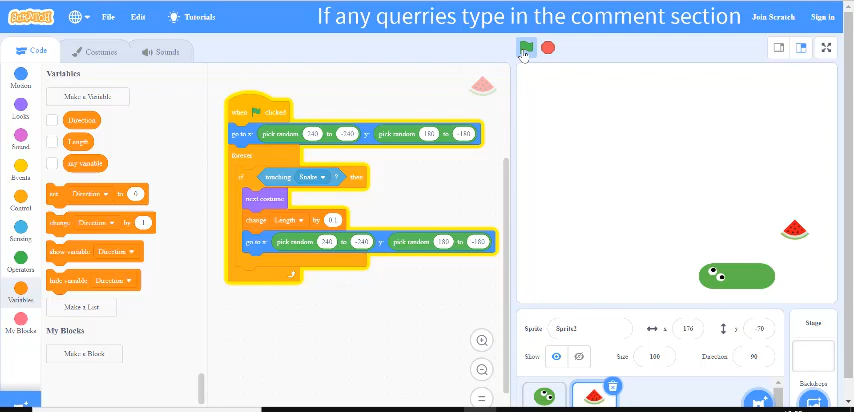 SCRATCH
File
Edit
Tutorials
If any querries type in the comment section
Join Scratch
Sign in
Code
Costumes
Sounds
Motion
Looks
Sound
Events
Control
Sensing
Operators
Variables
My Blocks
Variables
Make a Variable
Direction
Length
my variable
set Direction to 0
change Direction by 1
show variable Direction
hide variable Direction
Make a List
My Blocks
Make a Block
when clicked
go to x: pick random 240 to -240 y: pick random 180 to -180
forever
if touching Snake ? then
next costume
change Length by 0.1
go to x: pick random 240 to -240 y: pick random 180 to -180
Sprite Sprite2 x 176 y -70
Show Size 100 Direction 90
Stage
Backdrops